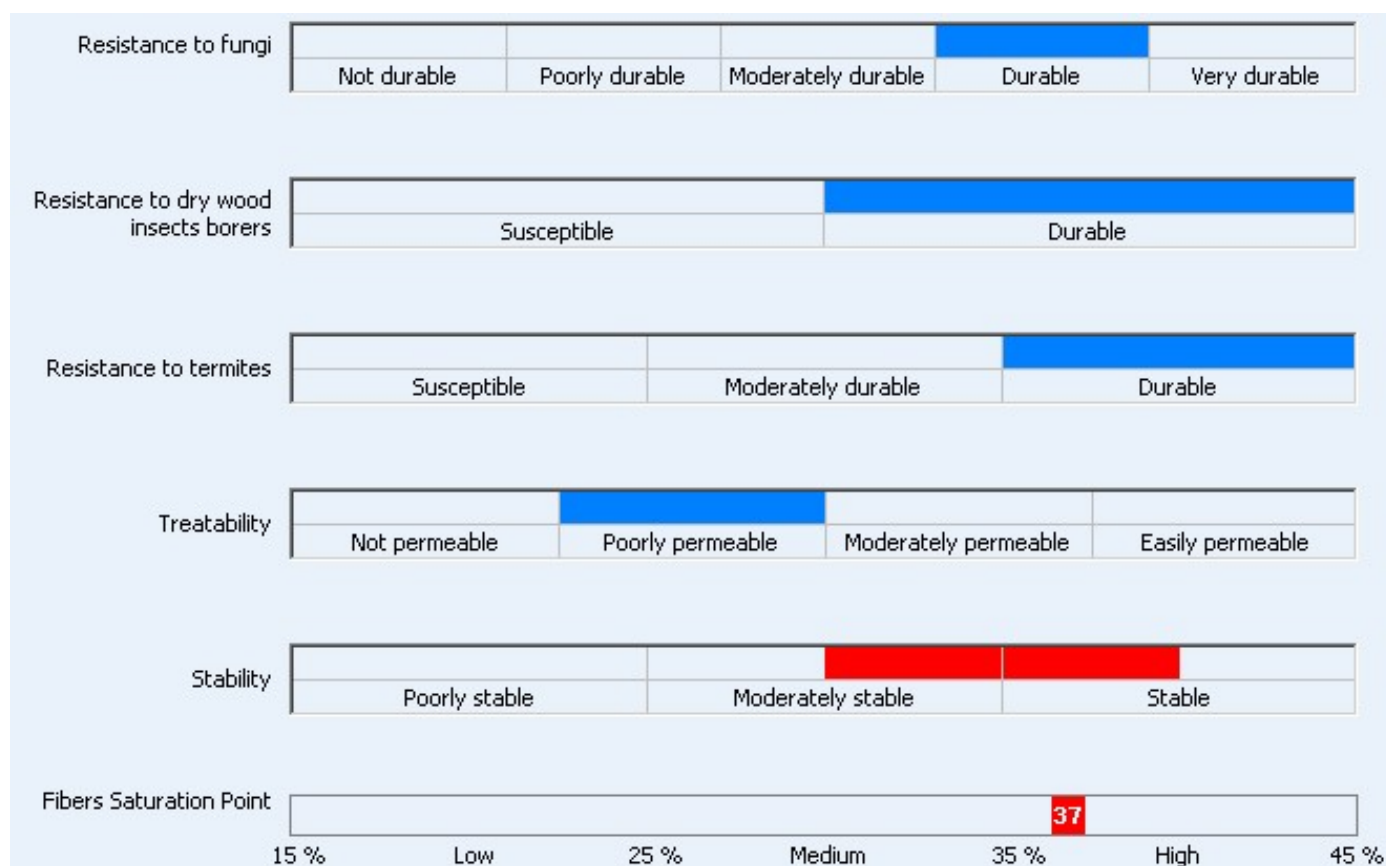 Resistance to fungi
Not durable Poorly durable Moderately durable Durable Very durable
Resistance to dry wood
insects borers
Susceptible Durable
Resistance to termites
Susceptible Moderately durable Durable
Treatability
Not permeable Poorly permeable Moderately permeable Easily permeable
Stability
Poorly stable Moderately stable Stable
Fibers Saturation Point
37
15 % Low 25 % Medium 35 % High 45 %